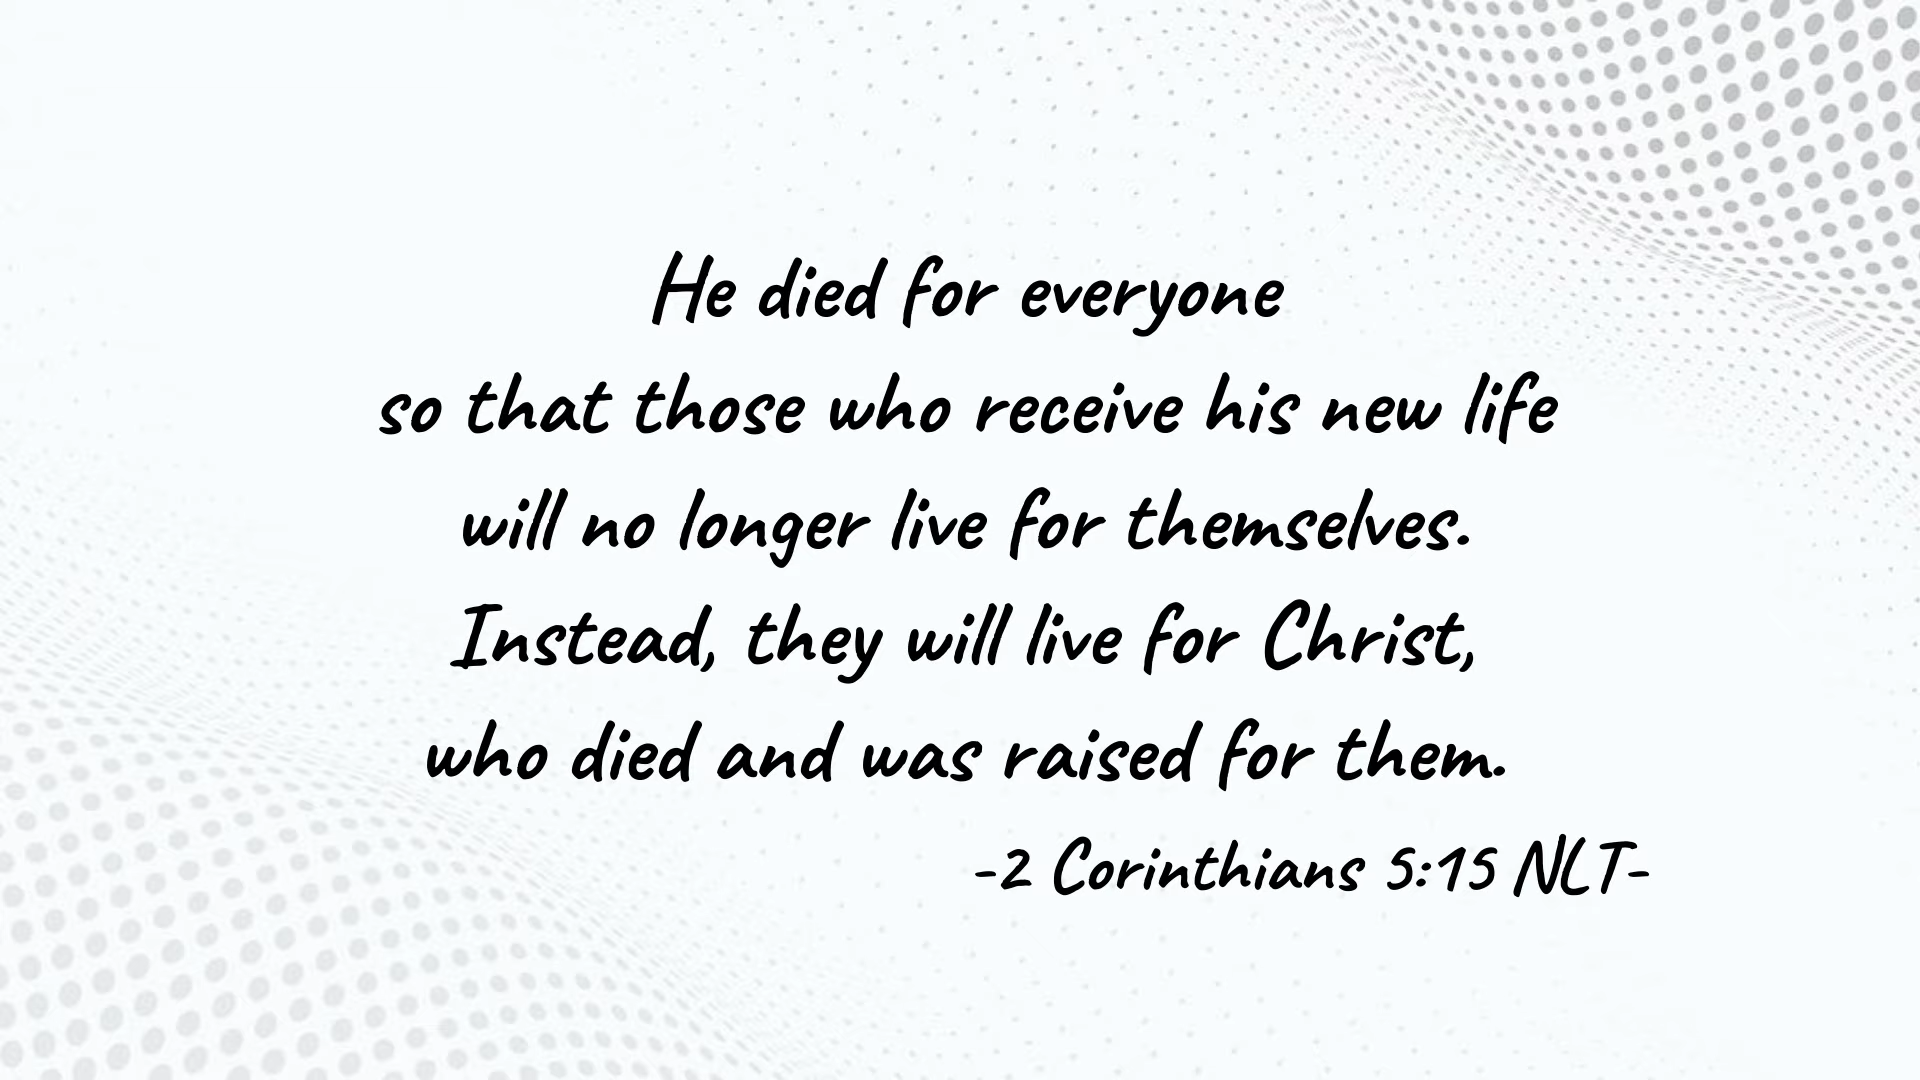 He died for everyone
so that those who receive his new life
will no longer live for themselves.
Instead, they will live for Christ,
who died and was raised for them.
-2 Corinthians 5:15 NLT-